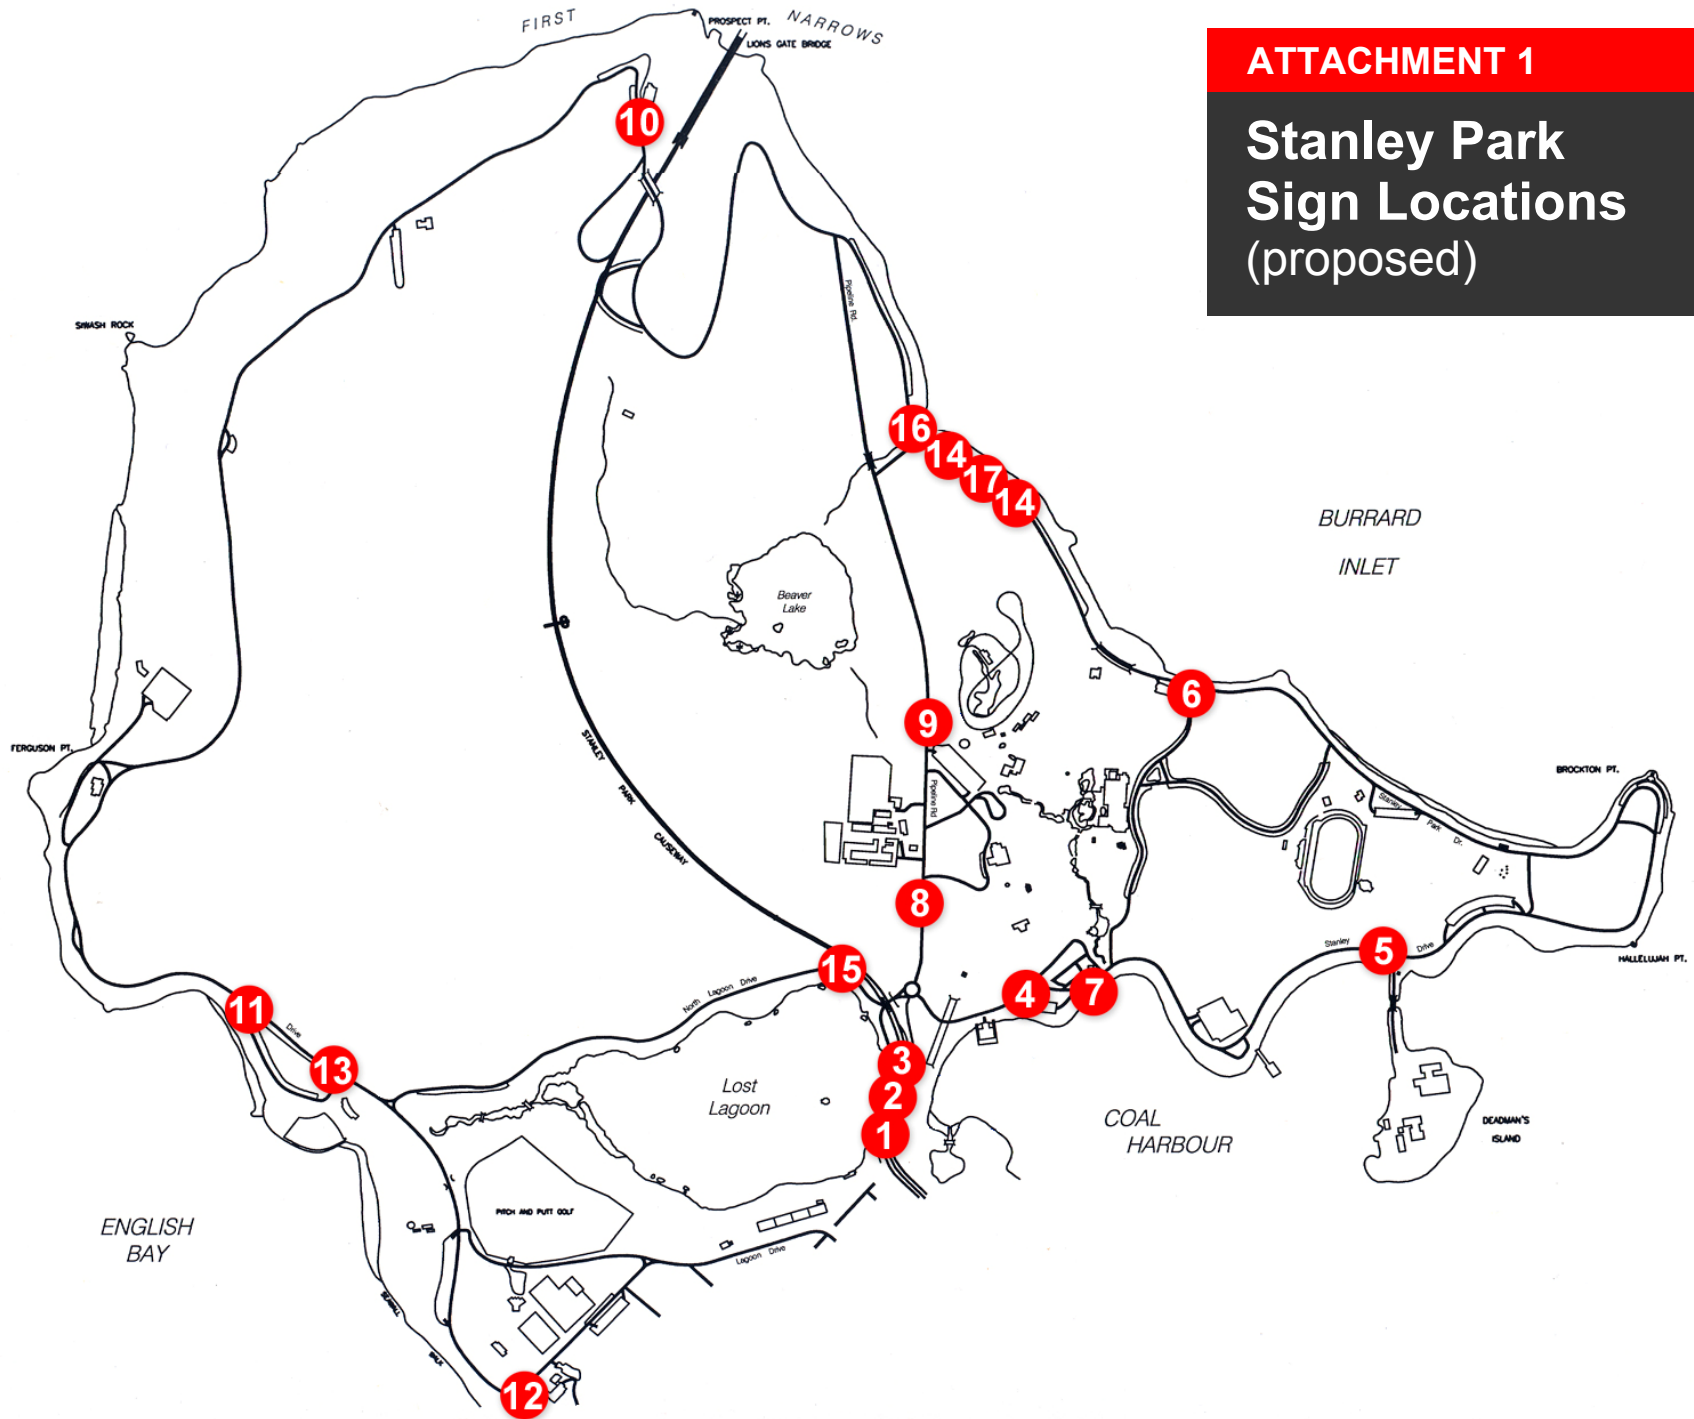 FIRST
NARROWS
PROSPECT PT.
LIONS GATE BRIDGE
ATTACHMENT 1
Stanley Park
Sign Locations
(proposed)
10
Pipeline Rd.
SIWASH ROCK
16
14
17
14
BURRARD
INLET
Beaver
Lake
6
9
FERGUSON PT.
STANLEY
PARK
CAUSEWAY
Pipeline Rd
BROCKTON PT.
Stanley
Park
Dr.
8
Stanley
5
Drive
HALLELUJAH PT.
15
4
7
North Lagoon Drive
11
Drive
13
3
2
1
Lost
Lagoon
COAL
HARBOUR
DEADMAN'S
ISLAND
PITCH AND PUTT GOLF
ENGLISH
BAY
Lagoon Drive
SEAWALL
WALK
12